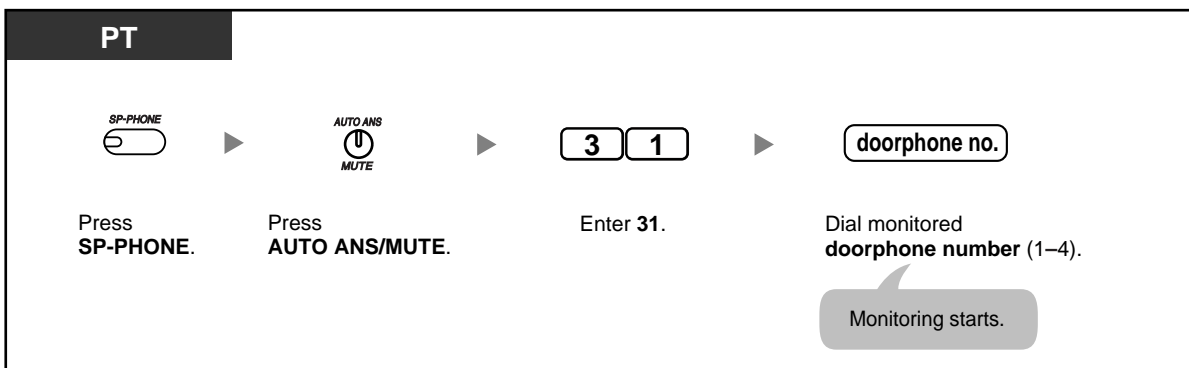 PT
SP-PHONE
AUTO ANS
MUTE
3 1
doorphone no.
Press
SP-PHONE.
Press
AUTO ANS/MUTE.
Enter 31.
Dial monitored
doorphone number (1–4).
Monitoring starts.